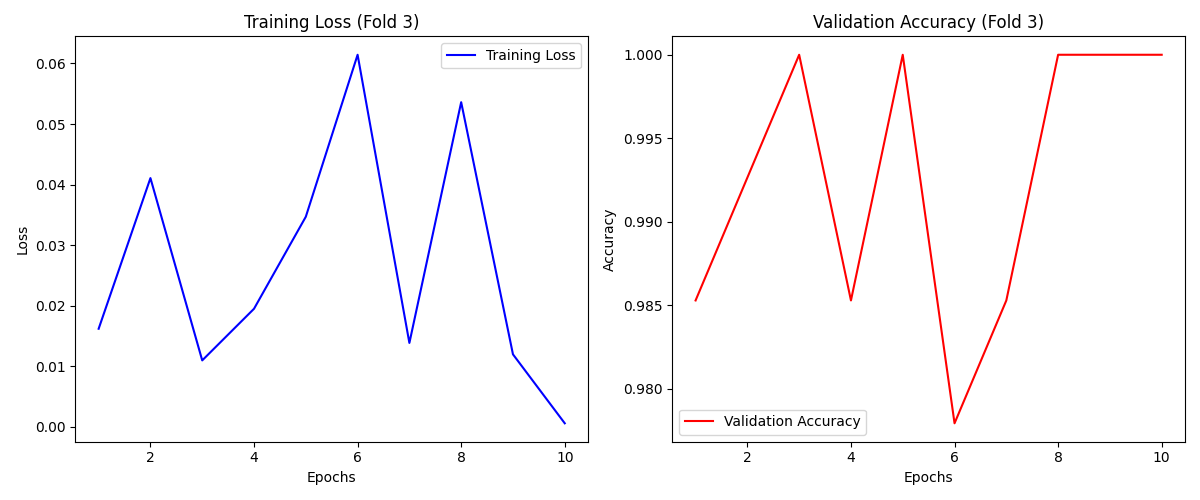 Training Loss (Fold 3)
Training Loss
0.06
0.05
0.04
0.03
0.02
0.01
0.00
Loss
2 4 6 8 10
Epochs
Validation Accuracy (Fold 3)
1.000
0.995
0.990
0.985
0.980
Accuracy
Validation Accuracy
2 4 6 8 10
Epochs